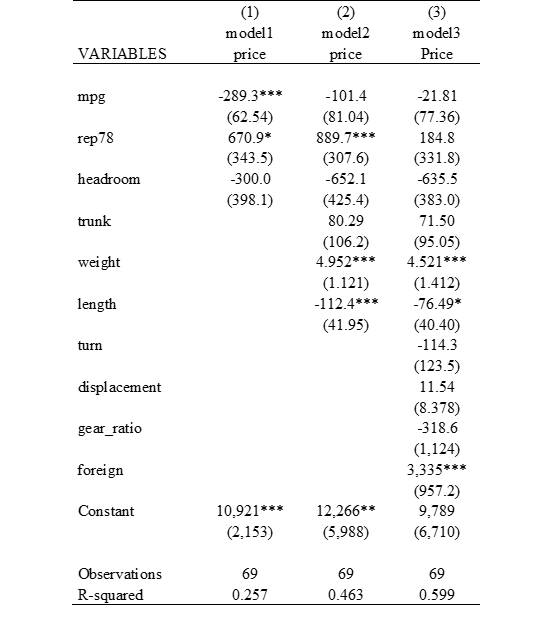 (1) (2) (3)
model1 model2 model3
VARIABLES price price Price
mpg -289.3*** -101.4 -21.81
(62.54) (81.04) (77.36)
rep78 670.9* 889.7*** 184.8
(343.5) (307.6) (331.8)
headroom -300.0 -652.1 -635.5
(398.1) (425.4) (383.0)
trunk 80.29 71.50
(106.2) (95.05)
weight 4.952*** 4.521***
(1.121) (1.412)
length -112.4*** -76.49*
(41.95) (40.40)
turn -114.3
(123.5)
displacement 11.54
(8.378)
gear_ratio -318.6
(1,124)
foreign 3,335***
(957.2)
Constant 10,921*** 12,266** 9,789
(2,153) (5,988) (6,710)
Observations 69 69 69
R-squared 0.257 0.463 0.599